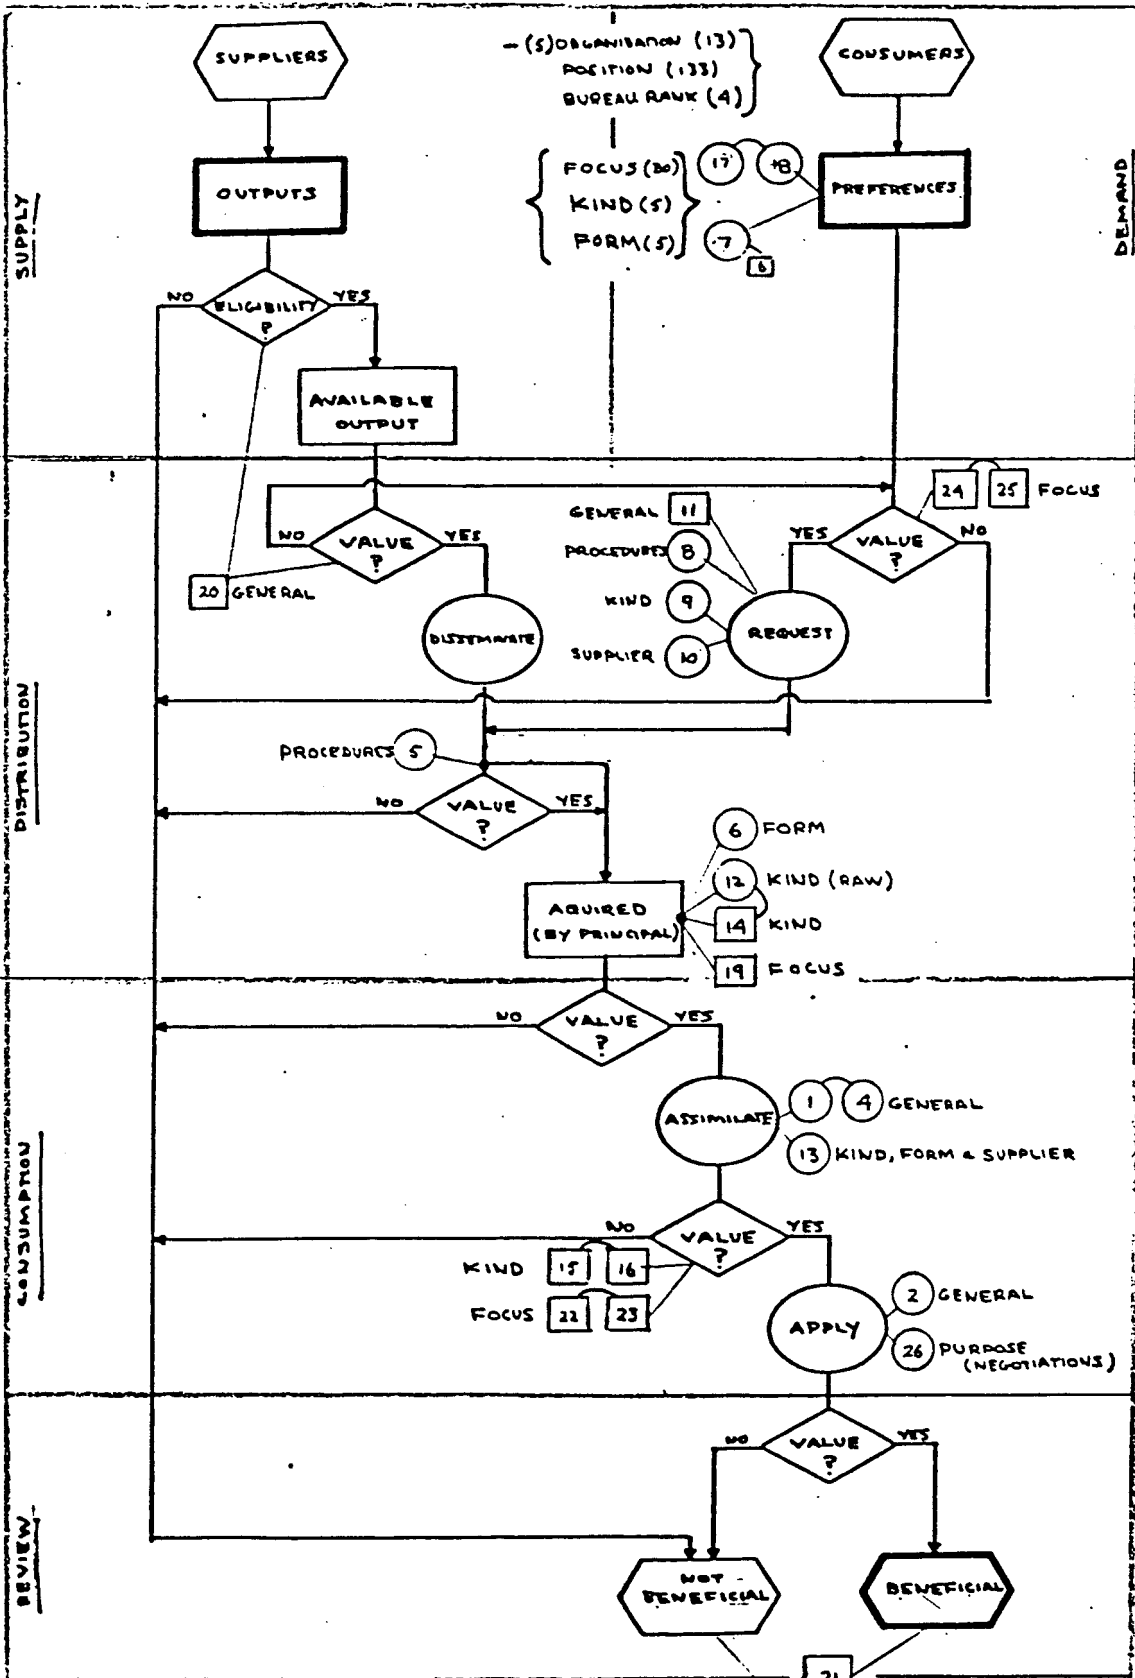 SUPPLIERS
- (5) ORGANISATION (13)
POSITION (133)
BUREAU RANK (4)
CONSUMERS
OUTPUTS
FOCUS (20)
KIND (5)
FORM (5)
17
18
7
6
PREFERENCES
SUPPLY
DEMAND
NO
ELIGIBILITY
?
YES
AVAILABLE
OUTPUT
24
25
FOCUS
NO
VALUE
?
YES
GENERAL
11
PROCEDURES
8
KIND
9
SUPPLIER
10
YES
VALUE
?
NO
20
GENERAL
DISSEMINATE
REQUEST
DISTRIBUTION
PROCEDURES
5
NO
VALUE
?
YES
6
FORM
12
KIND (RAW)
14
KIND
19
FOCUS
AQUIRED
(BY PRINCIPAL)
NO
VALUE
?
YES
ASSIMILATE
1
4
GENERAL
13
KIND, FORM & SUPPLIER
CONSUMPTION
NO
VALUE
?
YES
KIND
15
16
FOCUS
22
23
APPLY
2
GENERAL
26
PURPOSE
(NEGOTIATIONS)
NO
VALUE
?
YES
REVIEW
NOT
BENEFICIAL
BENEFICIAL
21